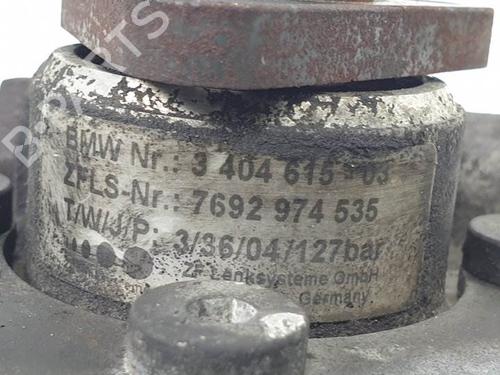 BMW Nr.: 3 404 615 - 03
ZFLS-Nr.: 7692 974 535
T/W/J/P: 3/36/04/127bar
ZF Lenksysteme GmbH
Germany
B-PARTS